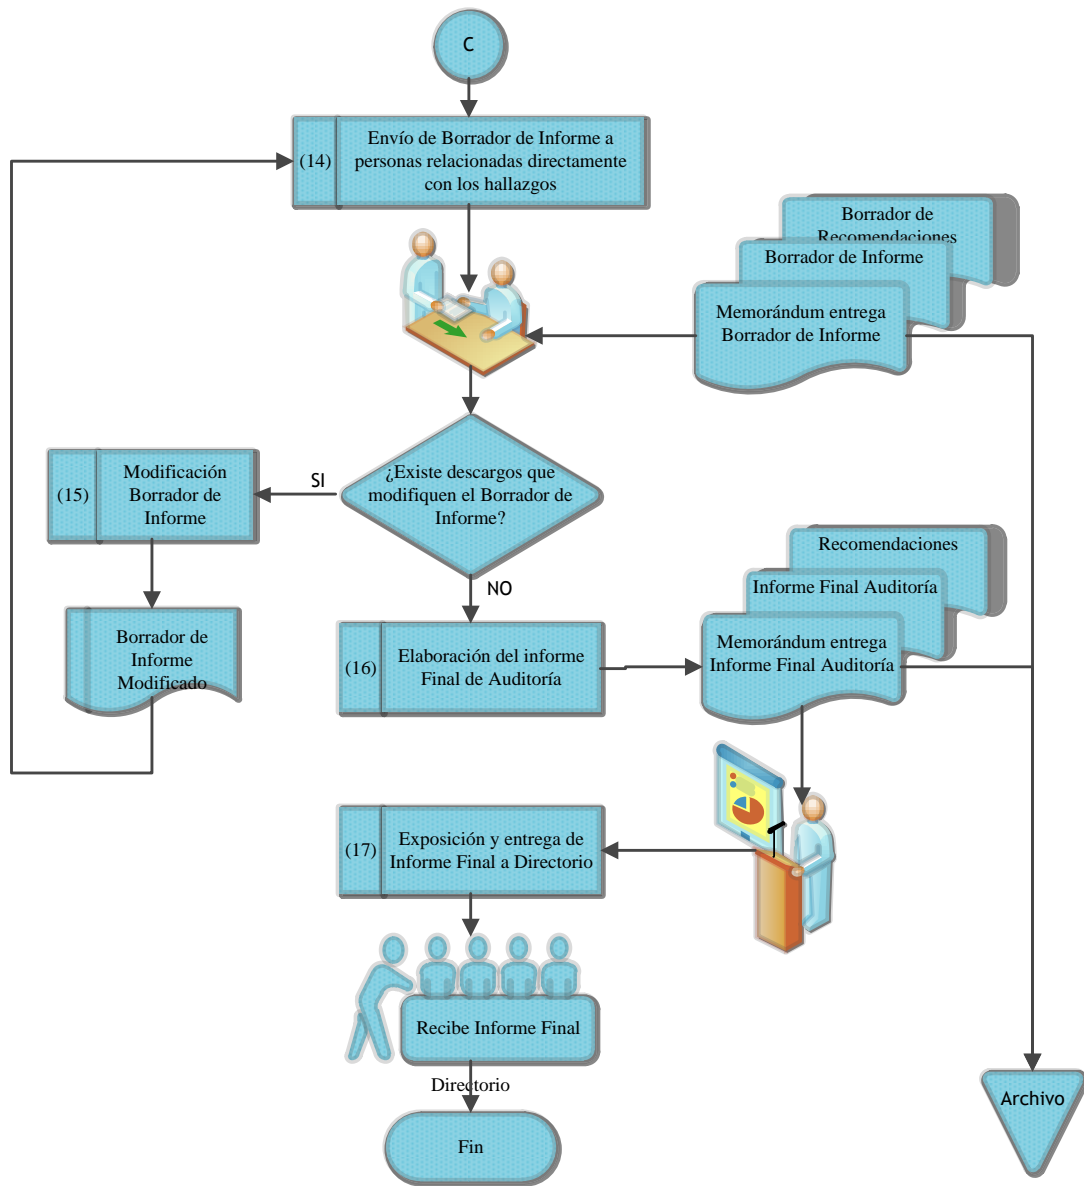 C
(14)
Envío de Borrador de Informe a
personas relacionadas directamente
con los hallazgos
Borrador de
Recomendaciones
Borrador de Informe
Memorándum entrega
Borrador de Informe
¿Existe descargos que
modifiquen el Borrador de
Informe?
SI
(15)
Modificación
Borrador de
Informe
NO
Borrador de
Informe
Modificado
(16)
Elaboración del informe
Final de Auditoría
Recomendaciones
Informe Final Auditoría
Memorándum entrega
Informe Final Auditoría
(17)
Exposición y entrega de
Informe Final a Directorio
Recibe Informe Final
Directorio
Fin
Archivo